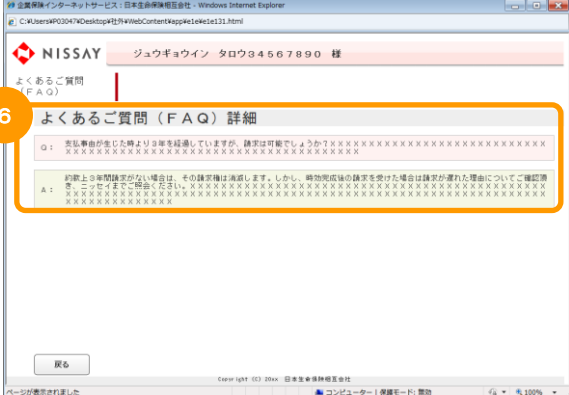 企業保険インターネットサービス：日本生命保険相互会社 - Windows Internet Explorer
C:¥Users¥P03047¥Desktop¥社外¥WebContent¥app¥e1e¥e1e131.html
NISSAY ジュウギョウイン タロウ34567890 様
よくあるご質問
（ＦＡＱ）
6
よくあるご質問（ＦＡＱ）詳細
Q： 支払事由が生じた時より３年を経過していますが、請求は可能でしょうか？ＸＸＸＸＸＸＸＸＸＸＸＸＸＸＸＸＸＸＸＸＸＸＸＸＸＸ
ＸＸＸＸＸＸＸＸＸＸＸＸＸＸＸＸＸＸＸＸＸＸＸＸＸＸＸＸＸＸＸＸＸＸ
A： 約款上３年間請求がない場合は、その請求権は消滅します。しかし、時効完成後の請求を受けた場合は請求が遅れた理由についてご確認頂
き、ニッセイまでご照会ください。ＸＸＸＸＸＸＸＸＸＸＸＸＸＸＸＸＸＸＸＸＸＸＸＸＸＸＸＸＸＸＸＸＸＸＸＸＸＸＸＸ
ＸＸＸＸＸＸＸＸＸＸＸＸＸＸＸＸＸＸＸＸＸＸＸＸＸＸＸＸＸＸＸＸＸＸＸＸＸＸＸＸＸＸＸＸＸＸＸＸＸＸＸＸ
ＸＸＸＸＸＸＸＸＸＸＸＸＸ
戻る
Copyright (C) 20xx 日本生命保険相互会社
ページが表示されました コンピューター | 保護モード: 無効 100%